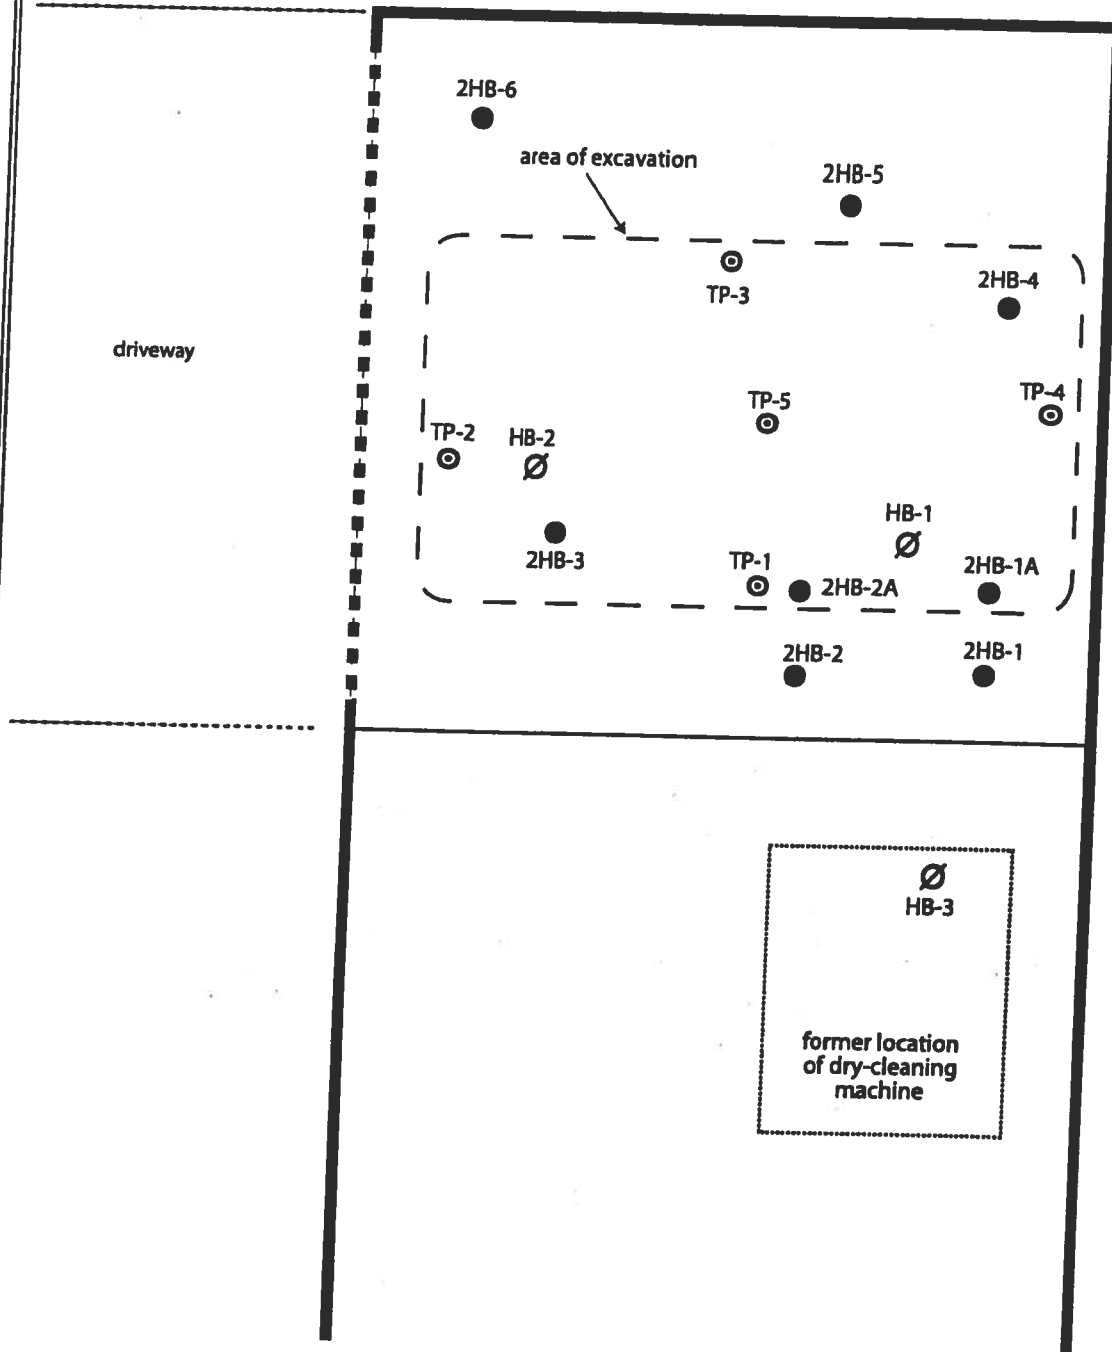 2HB-6
area of excavation
2HB-5
TP-3
2HB-4
driveway
TP-5
TP-4
TP-2
HB-2
HB-1
2HB-3
TP-1
2HB-2A
2HB-1A
2HB-2
2HB-1
HB-3
former location
of dry-cleaning
machine